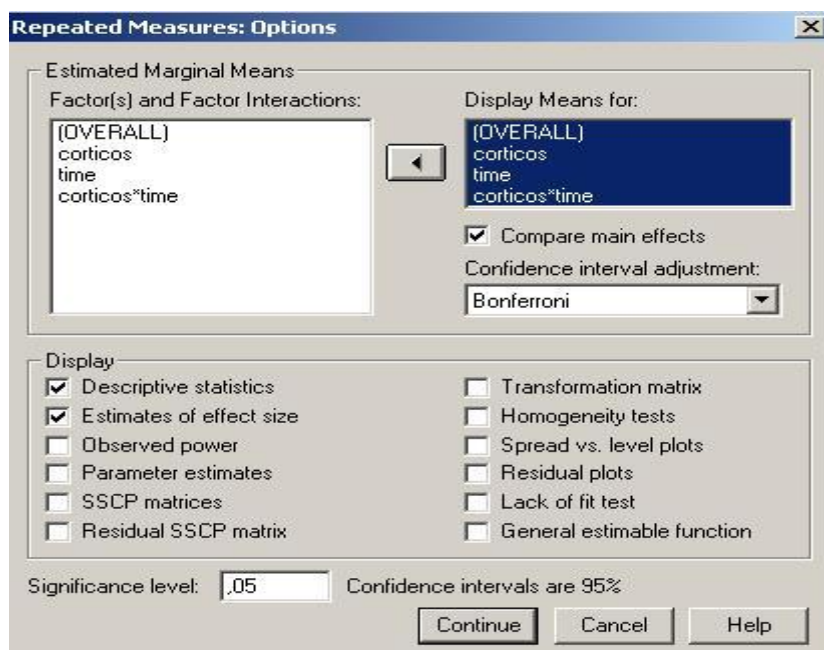 Repeated Measures: Options
Estimated Marginal Means
Factor(s) and Factor Interactions:
(OVERALL)
corticos
time
corticos*time
Display Means for:
(OVERALL)
corticos
time
corticos*time
Compare main effects
Confidence interval adjustment:
Bonferroni
Display
Descriptive statistics
Estimates of effect size
Observed power
Parameter estimates
SSCP matrices
Residual SSCP matrix
Transformation matrix
Homogeneity tests
Spread vs. level plots
Residual plots
Lack of fit test
General estimable function
Significance level: ,05 Confidence intervals are 95%
Continue Cancel Help